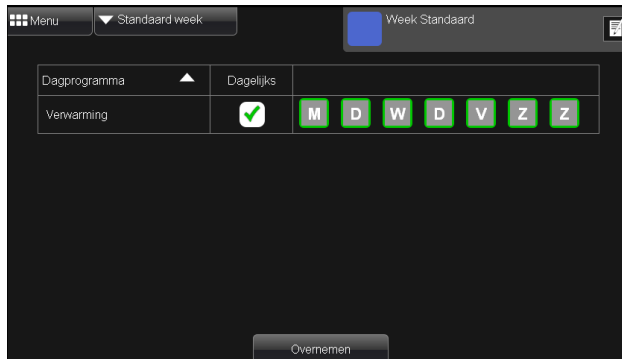 Menu
Standaard week
Week Standaard
Dagprogramma Dagelijks
Verwarming M D W D V Z Z
Overnemen